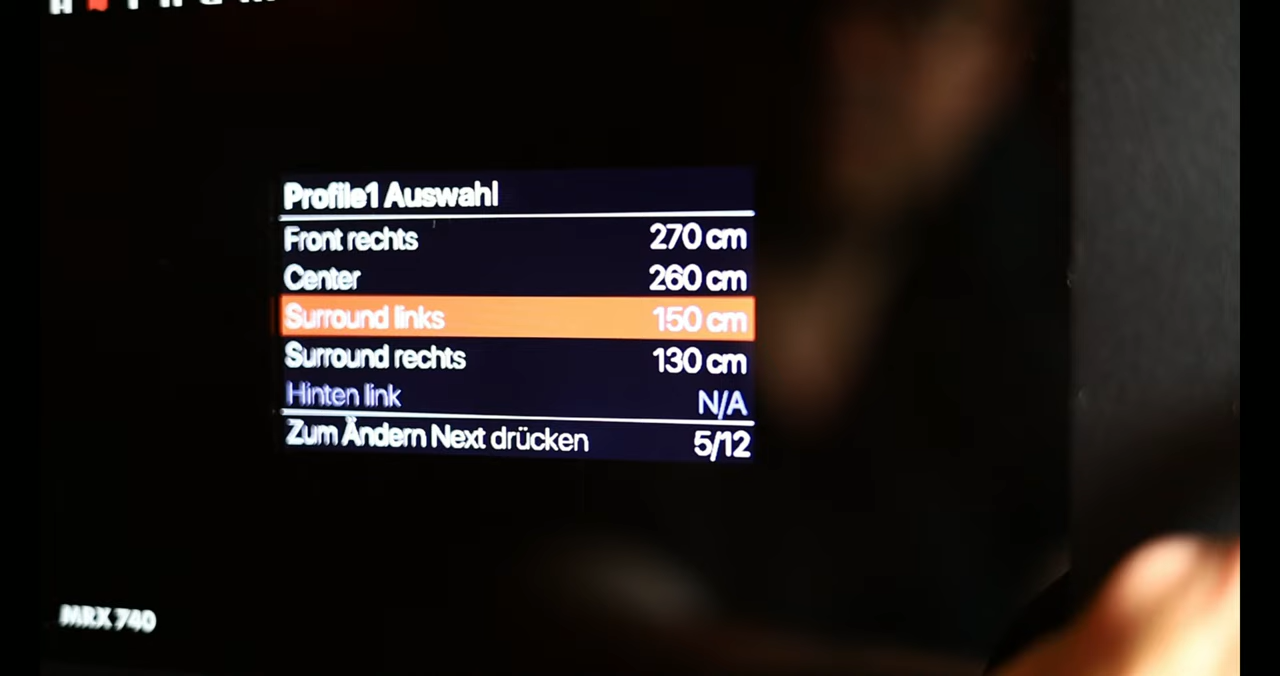 Profile1 Auswahl
Front rechts 270 cm
Center 260 cm
Surround links 150 cm
Surround rechts 130 cm
Hinten link N/A
Zum Ändern Next drücken 5/12
MRX 740